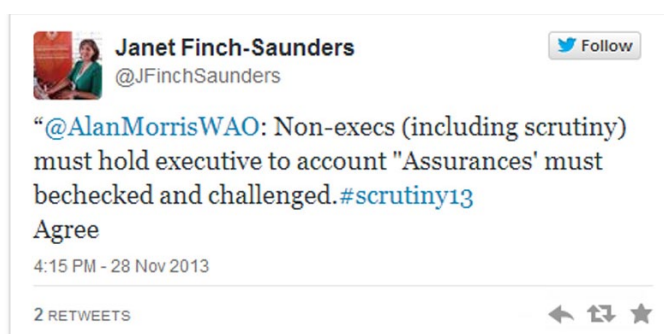 Janet Finch-Saunders
@JFinchSaunders
Follow
“@AlanMorrisWAO: Non-execs (including scrutiny)
must hold executive to account "Assurances' must
bechecked and challenged.#scrutiny13
Agree
4:15 PM - 28 Nov 2013
2 RETWEETS